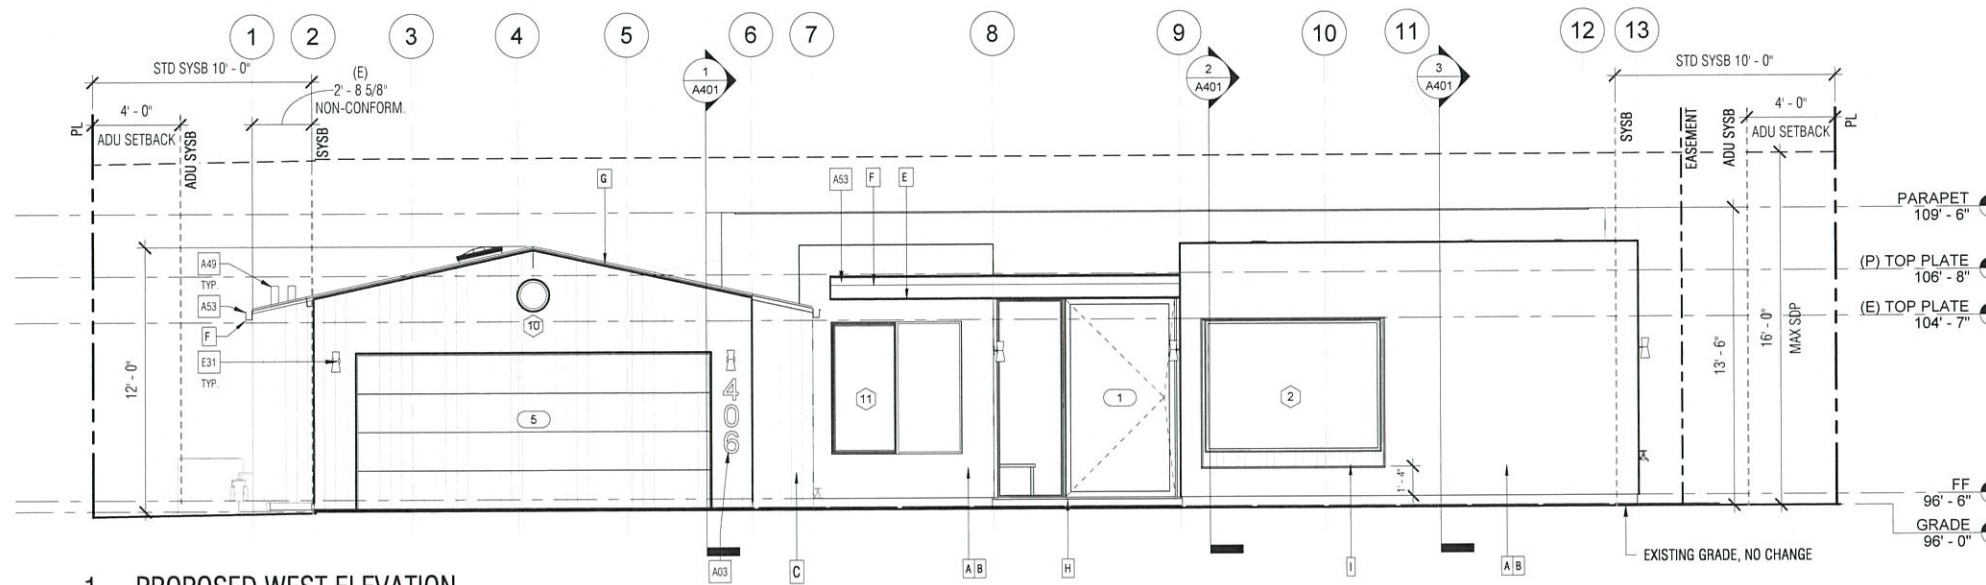 1 2 3 4 5 6 7 8 9 10 11 12 13
STD SYSB 10' - 0"
(E)
2' - 8 5/8"
NON-CONFORM.
1
A401
2
A401
3
A401
STD SYSB 10' - 0"
4' - 0"
ADU SETBACK
PL
ADU SYSB
SYSB
SYSB
EASEMENT
ADU SYSB
4' - 0"
ADU SETBACK
PL
G
A53
F
E
PARAPET
109' - 6"
A49
TYP.
(P) TOP PLATE
106' - 8"
A53
F
10
(E) TOP PLATE
104' - 7"
E31
TYP.
12' - 0"
5
406
11
1
2
13' - 6"
16' - 0"
MAX SDP
1' - 4"
FF
96' - 6"
GRADE
96' - 0"
EXISTING GRADE, NO CHANGE
A03
C
A B
H
I
A B
1 PROPOSED WEST ELEVATION